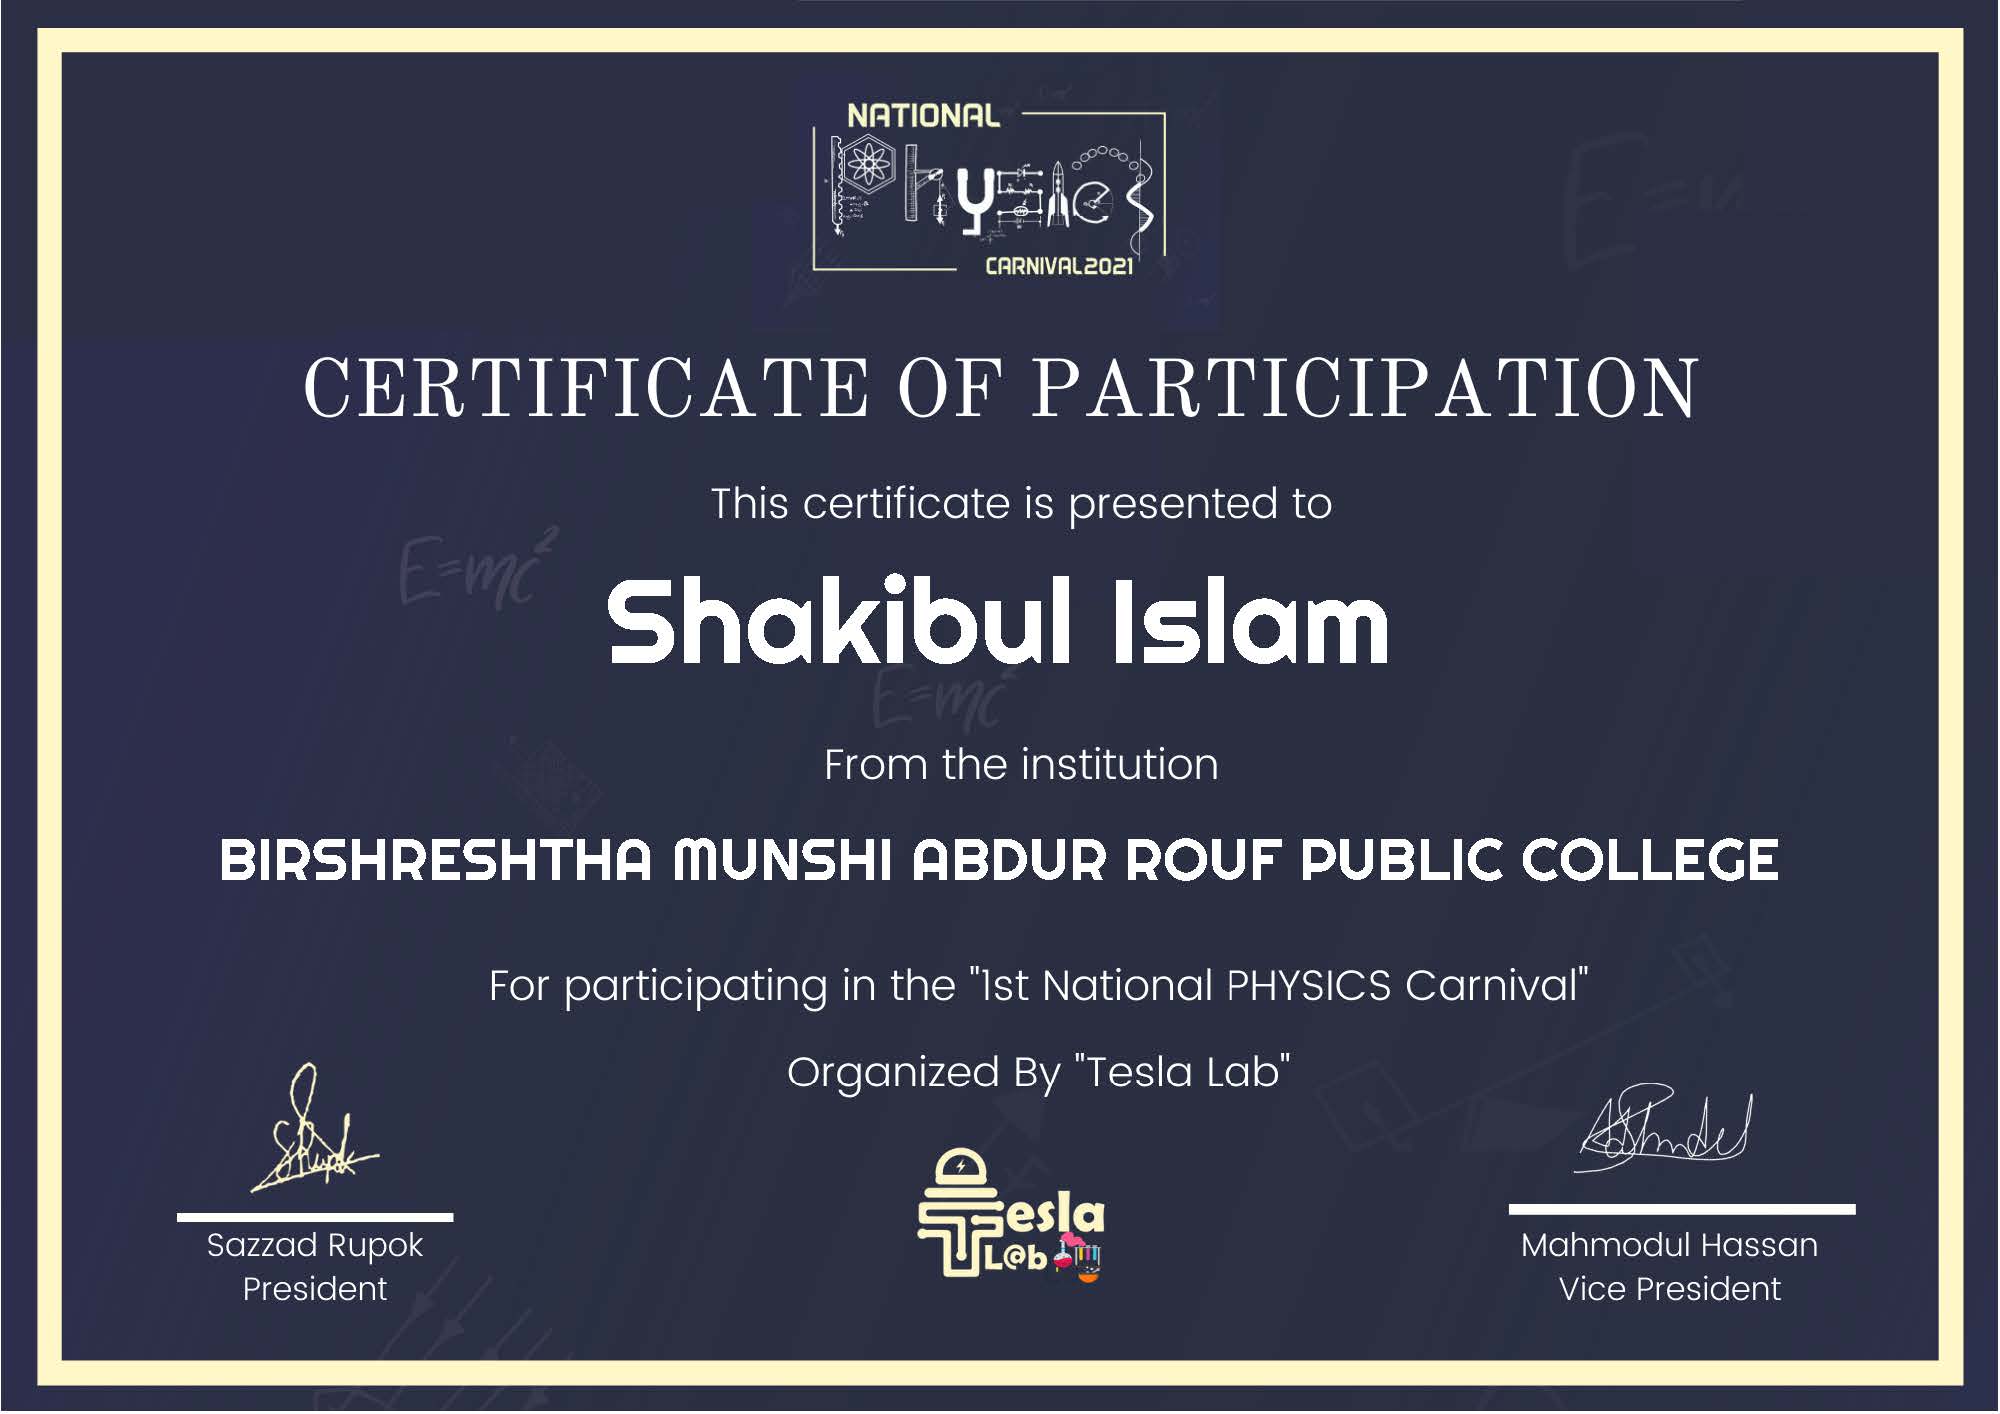 NATIONAL
Physics
CARNIVAL2021
CERTIFICATE OF PARTICIPATION
This certificate is presented to
E=mc²
Shakibul Islam
E=mc²
From the institution
BIRSHRESHTHA MUNSHI ABDUR ROUF PUBLIC COLLEGE
For participating in the "1st National PHYSICS Carnival"
Organized By "Tesla Lab"
Tesla
L@b
Sazzad Rupok
President
Mahmodul Hassan
Vice President